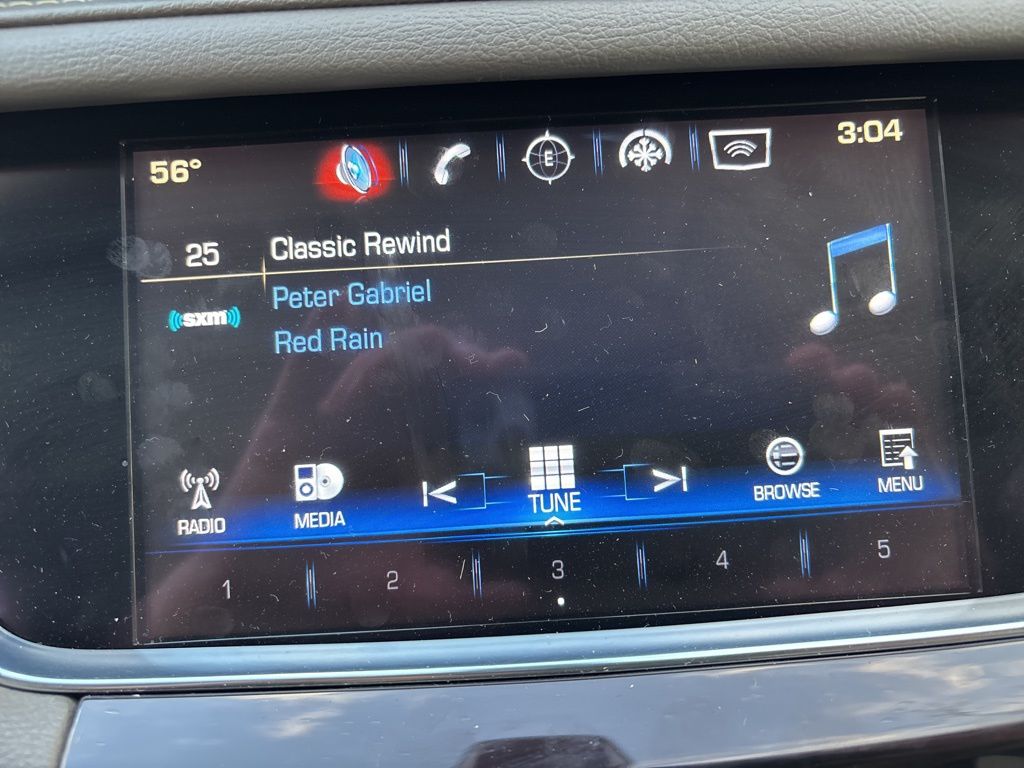 56°
3:04
E
25 Classic Rewind
((sxm)) Peter Gabriel
Red Rain
RADIO MEDIA TUNE BROWSE MENU
1 2 3 4 5